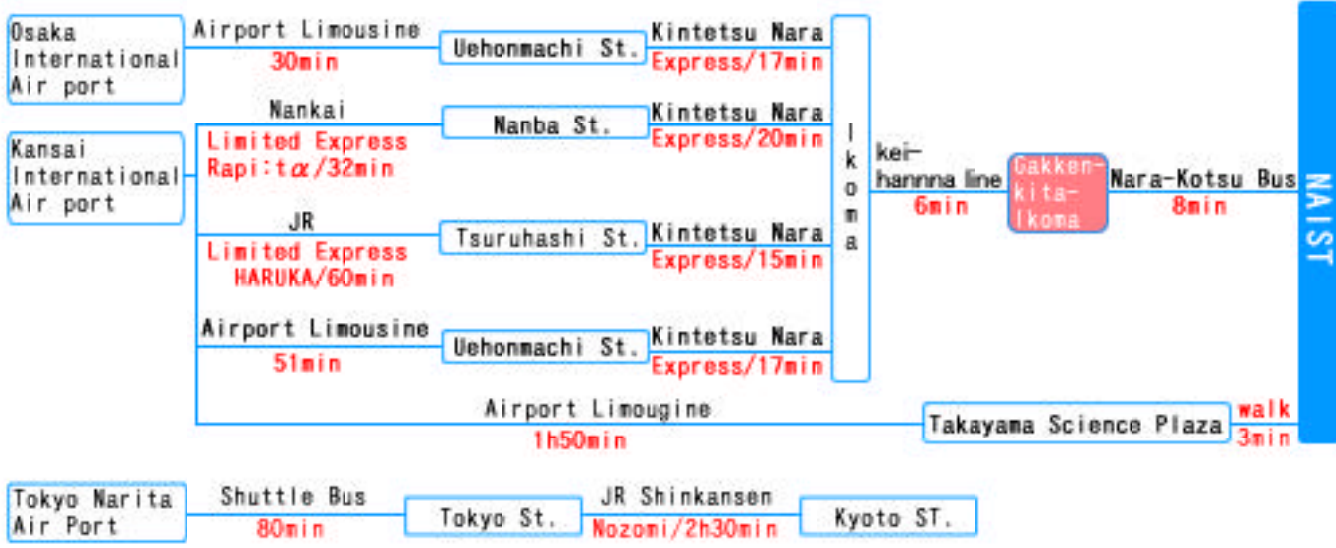 Osaka
International
Air port
Airport Limousine
30min
Uehonmachi St.
Kintetsu Nara
Express/17min
Kansai
International
Air port
Nankai
Limited Express
Rapi:tα/32min
Nanba St.
Kintetsu Nara
Express/20min
JR
Limited Express
HARUKA/60min
Tsuruhashi St.
Kintetsu Nara
Express/15min
Airport Limousine
51min
Uehonmachi St.
Kintetsu Nara
Express/17min
Ikoma
kei-
hannna line
6min
Gakken-
kita-
Ikoma
Nara-Kotsu Bus
8min
NAIST
Airport Limougine
1h50min
Takayama Science Plaza
walk
3min
Tokyo Narita
Air Port
Shuttle Bus
80min
Tokyo St.
JR Shinkansen
Nozomi/2h30min
Kyoto ST.